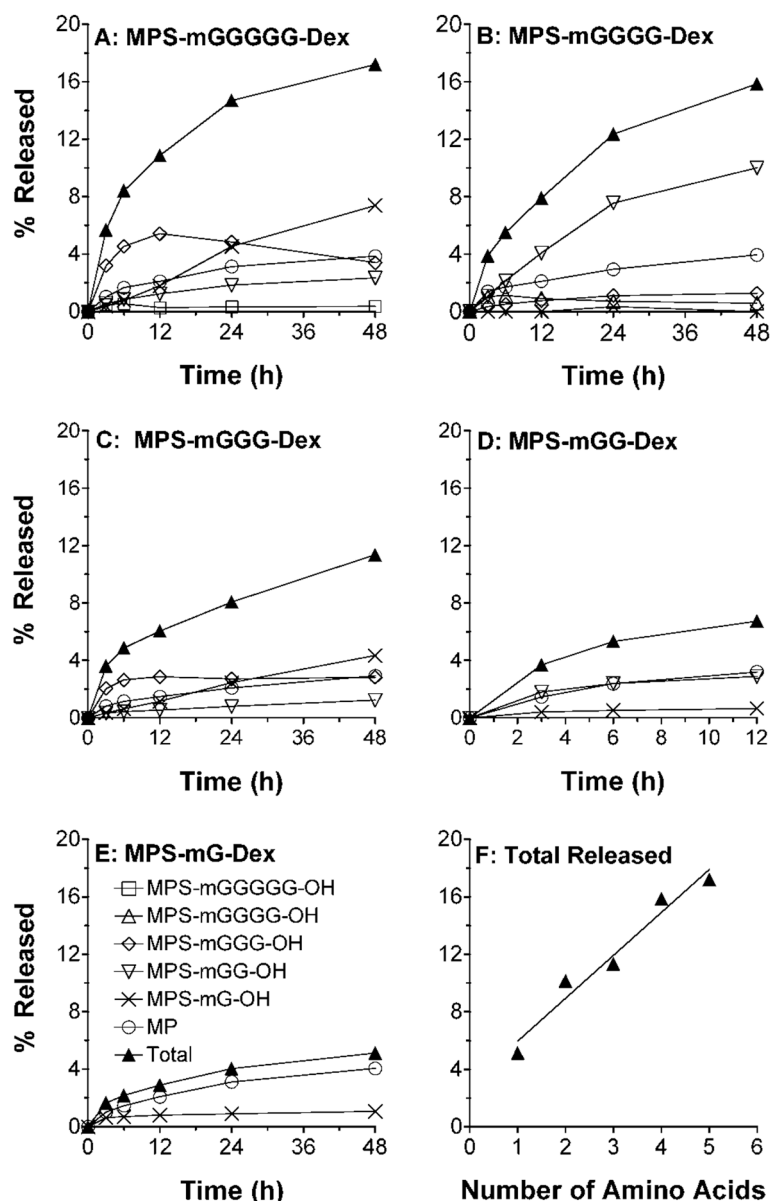 A: MPS-mGGGGG-Dex
% Released
20
16
12
8
4
0
0 12 24 36 48
Time (h)
B: MPS-mGGGG-Dex
20
16
12
8
4
0
0 12 24 36 48
Time (h)
C: MPS-mGGG-Dex
% Released
20
16
12
8
4
0
0 12 24 36 48
Time (h)
D: MPS-mGG-Dex
20
16
12
8
4
0
0 2 4 6 8 10 12
Time (h)
E: MPS-mG-Dex
MPS-mGGGGG-OH
MPS-mGGGG-OH
MPS-mGGG-OH
MPS-mGG-OH
MPS-mG-OH
MP
Total
% Released
20
16
12
8
4
0
0 12 24 36 48
Time (h)
F: Total Released
20
16
12
8
4
0
0 1 2 3 4 5 6
Number of Amino Acids